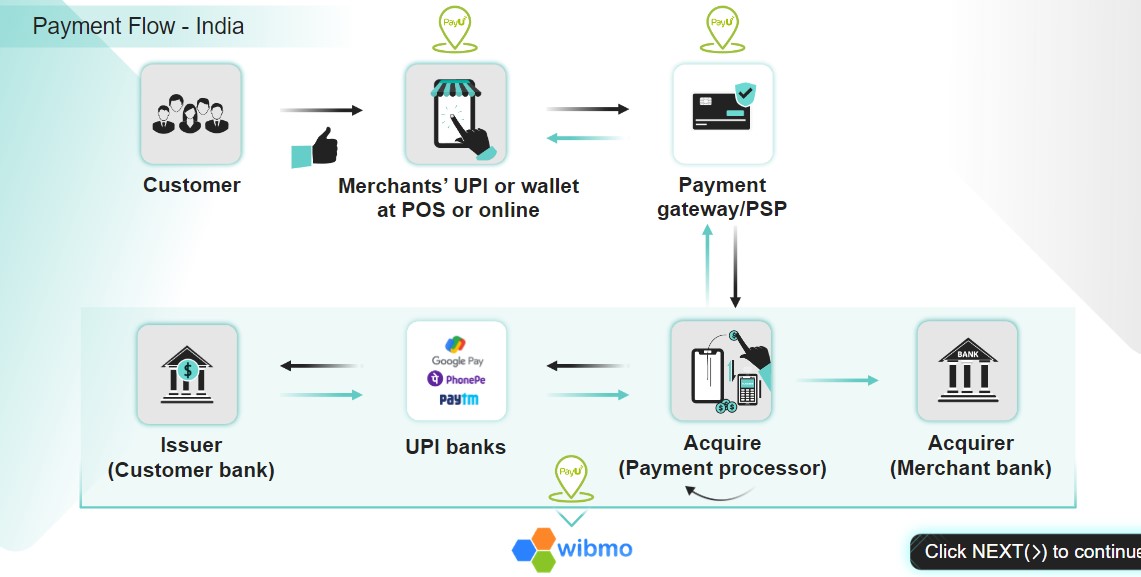 Payment Flow - India
PayU
PayU
Customer
Merchants' UPI or wallet
at POS or online
Payment
gateway/PSP
$
Google Pay
PhonePe
paytm
$
$$
BANK
Issuer
(Customer bank)
UPI banks
Acquire
(Payment processor)
Acquirer
(Merchant bank)
PayU
wibmo
Click NEXT(>) to continue